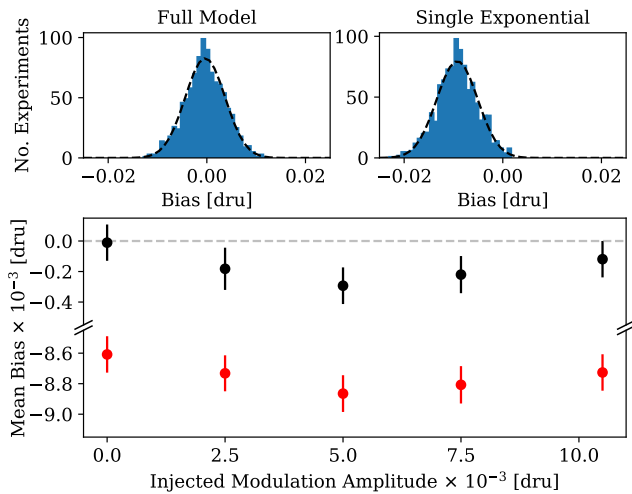 Full Model Single Exponential
No. Experiments
100
50
0
−0.02 0.00 0.02
Bias [dru]
100
50
0
−0.02 0.00 0.02
Bias [dru]
Mean Bias × 10⁻³ [dru]
0.0
−0.2
−0.4
−8.6
−8.8
−9.0
0.0 2.5 5.0 7.5 10.0
Injected Modulation Amplitude × 10⁻³ [dru]